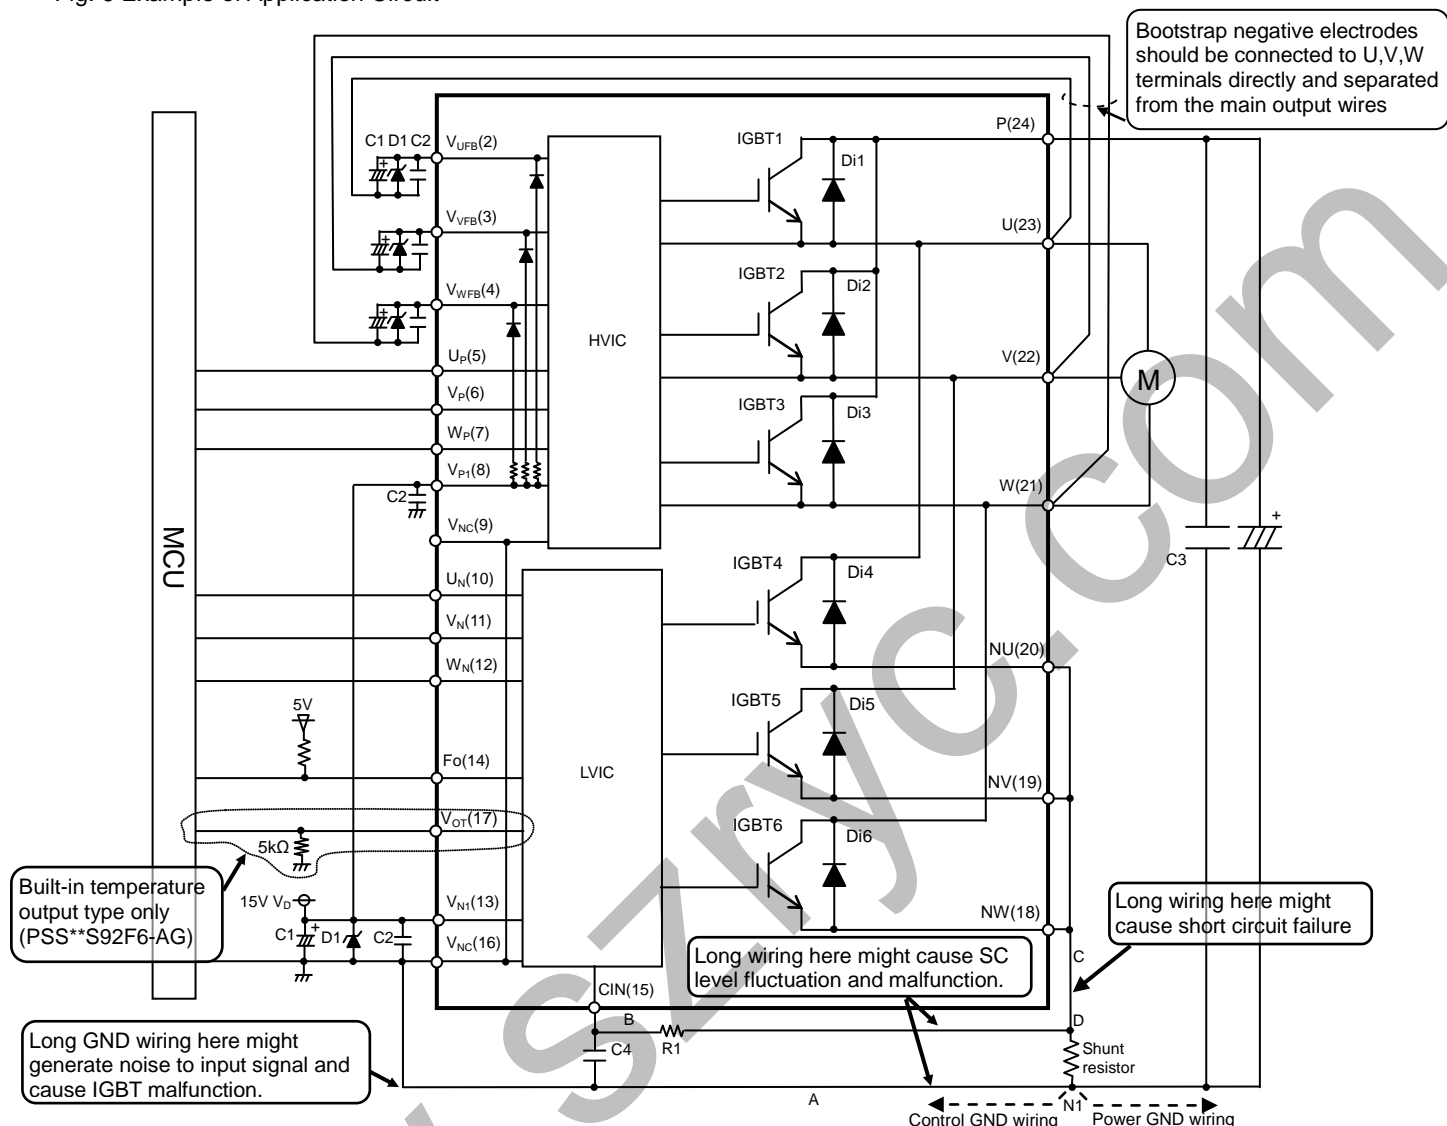 Fig. 3 Example of Application Circuit
Bootstrap negative electrodes
should be connected to U,V,W
terminals directly and separated
from the main output wires
C1 D1 C2
VUFB(2)
IGBT1
P(24)
Di1
VVFB(3)
U(23)
IGBT2
Di2
VWFB(4)
HVIC
UP(5)
V(22)
M
VP(6)
IGBT3
Di3
WP(7)
VP1(8)
C2
W(21)
+
VNC(9)
C3
MCU
IGBT4
Di4
UN(10)
VN(11)
WN(12)
NU(20)
5V
IGBT5
Di5
Fo(14)
LVIC
NV(19)
VOT(17)
5kΩ
IGBT6
Di6
Built-in temperature
output type only
(PSS**S92F6-AG)
15V VD
VN1(13)
NW(18)
Long wiring here might
cause short circuit failure
C1
+
D1
C2
VNC(16)
Long wiring here might cause SC
level fluctuation and malfunction.
C
CIN(15)
B
D
Long GND wiring here might
generate noise to input signal and
cause IGBT malfunction.
C4
R1
Shunt
resistor
A
N1
Control GND wiring
Power GND wiring
szryc.com